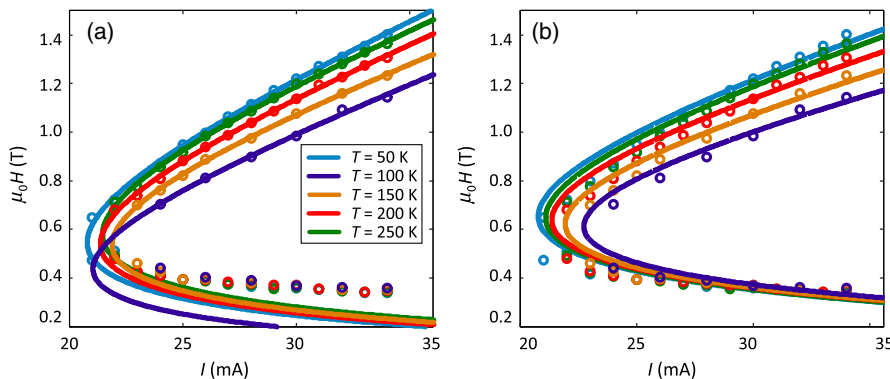 (a)
1.4
1.2
1.0
0.8
0.6
0.4
0.2
μ0H (T)
T = 50 K
T = 100 K
T = 150 K
T = 200 K
T = 250 K
20
25
30
35
I (mA)
(b)
1.4
1.2
1.0
0.8
0.6
0.4
0.2
μ0H (T)
20
25
30
35
I (mA)